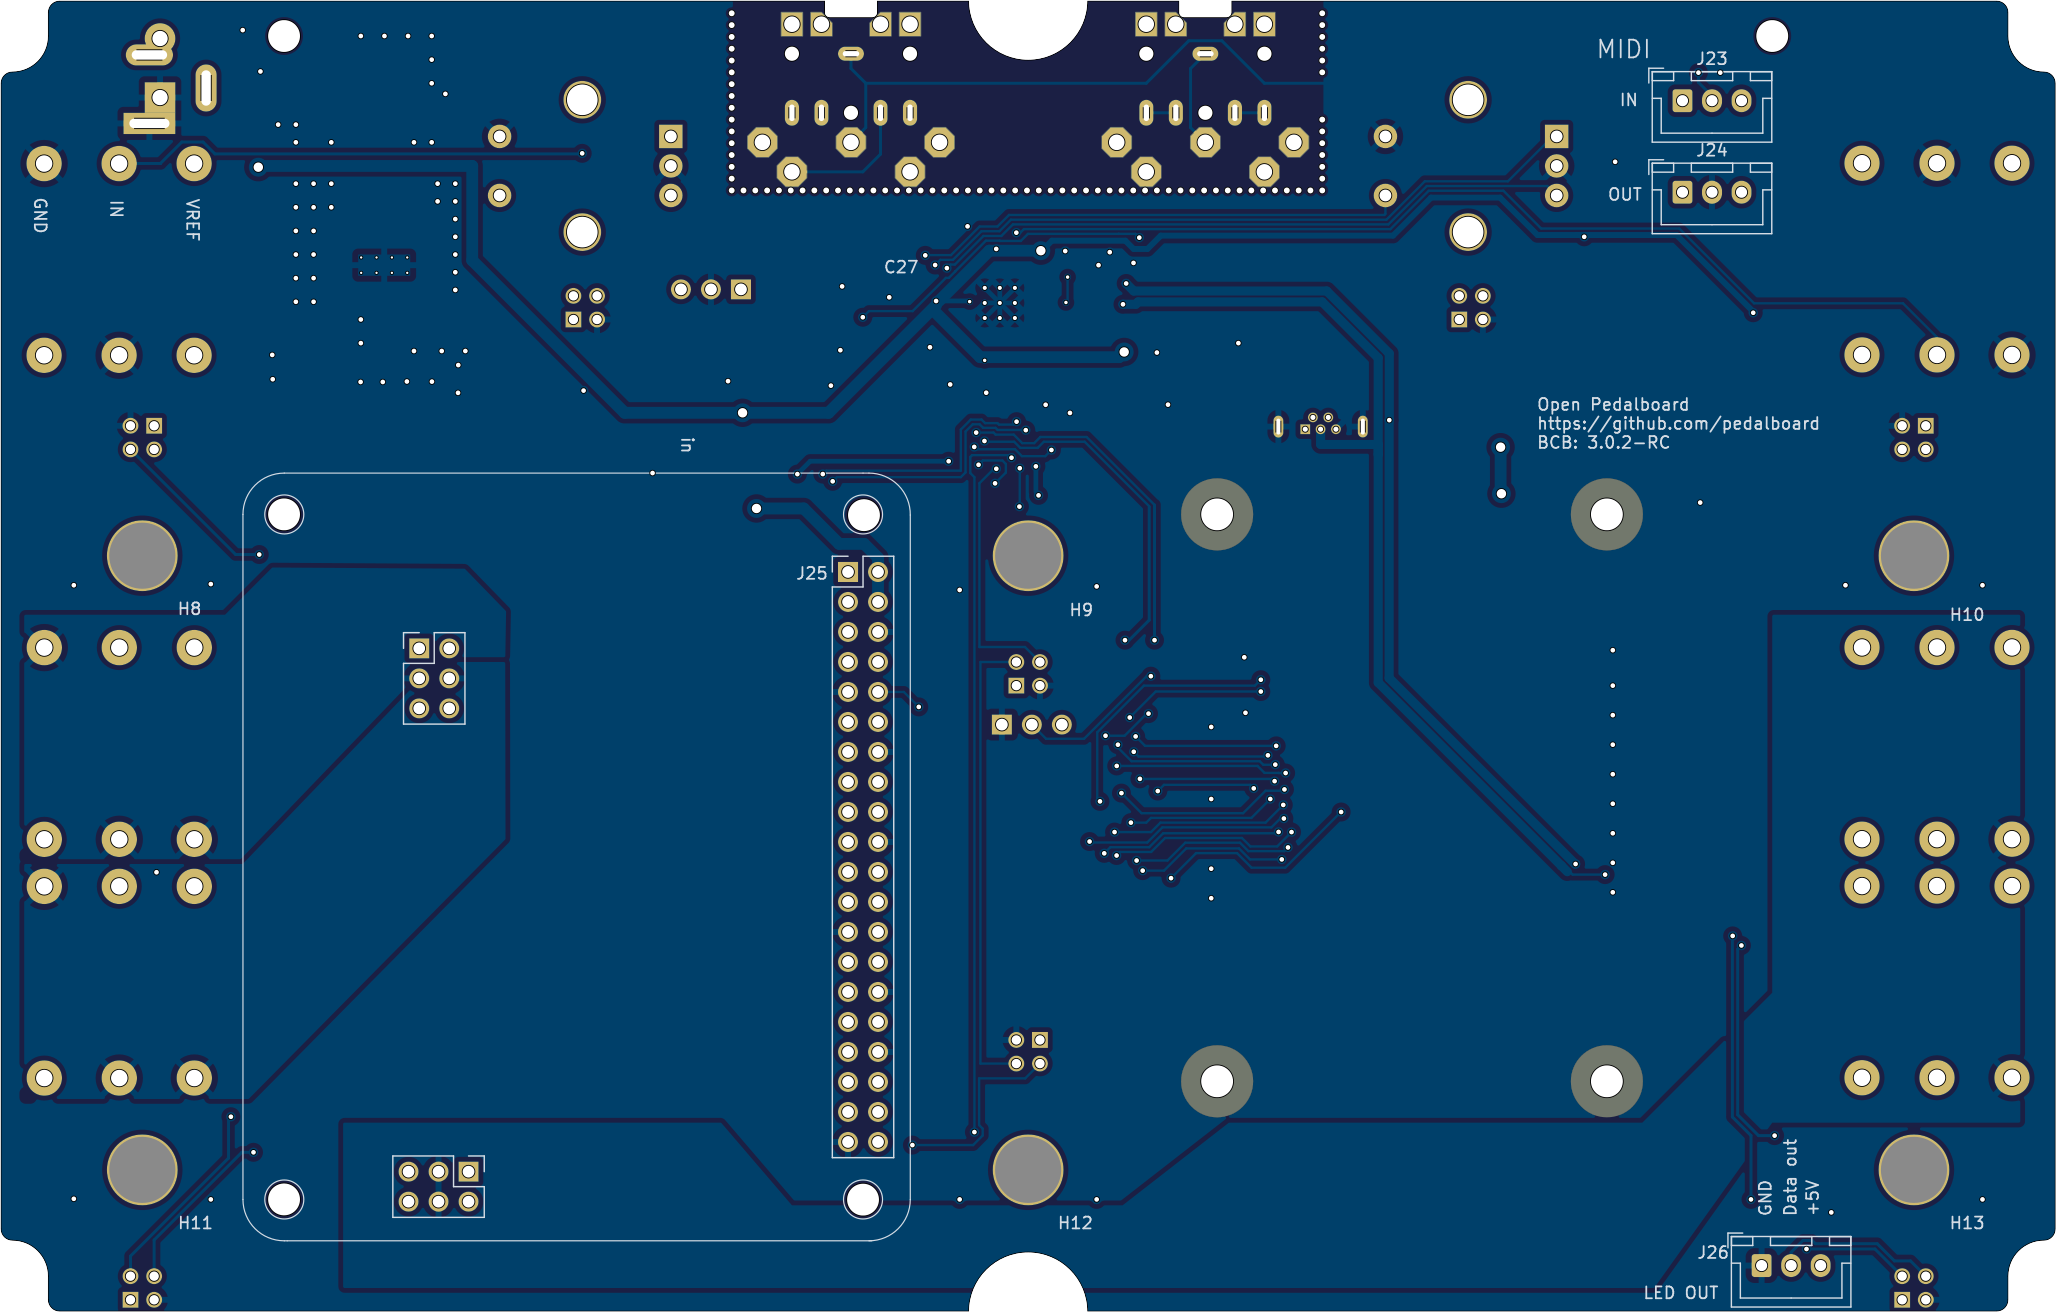 MIDI
J23
IN
J24
OUT
GND
IN
VREF
C27
Open Pedalboard
https://github.com/pedalboard
BCB: 3.0.2-RC
in
J25
H8
H9
H10
H11
H12
H13
GND
Data out
+5V
J26
LED OUT